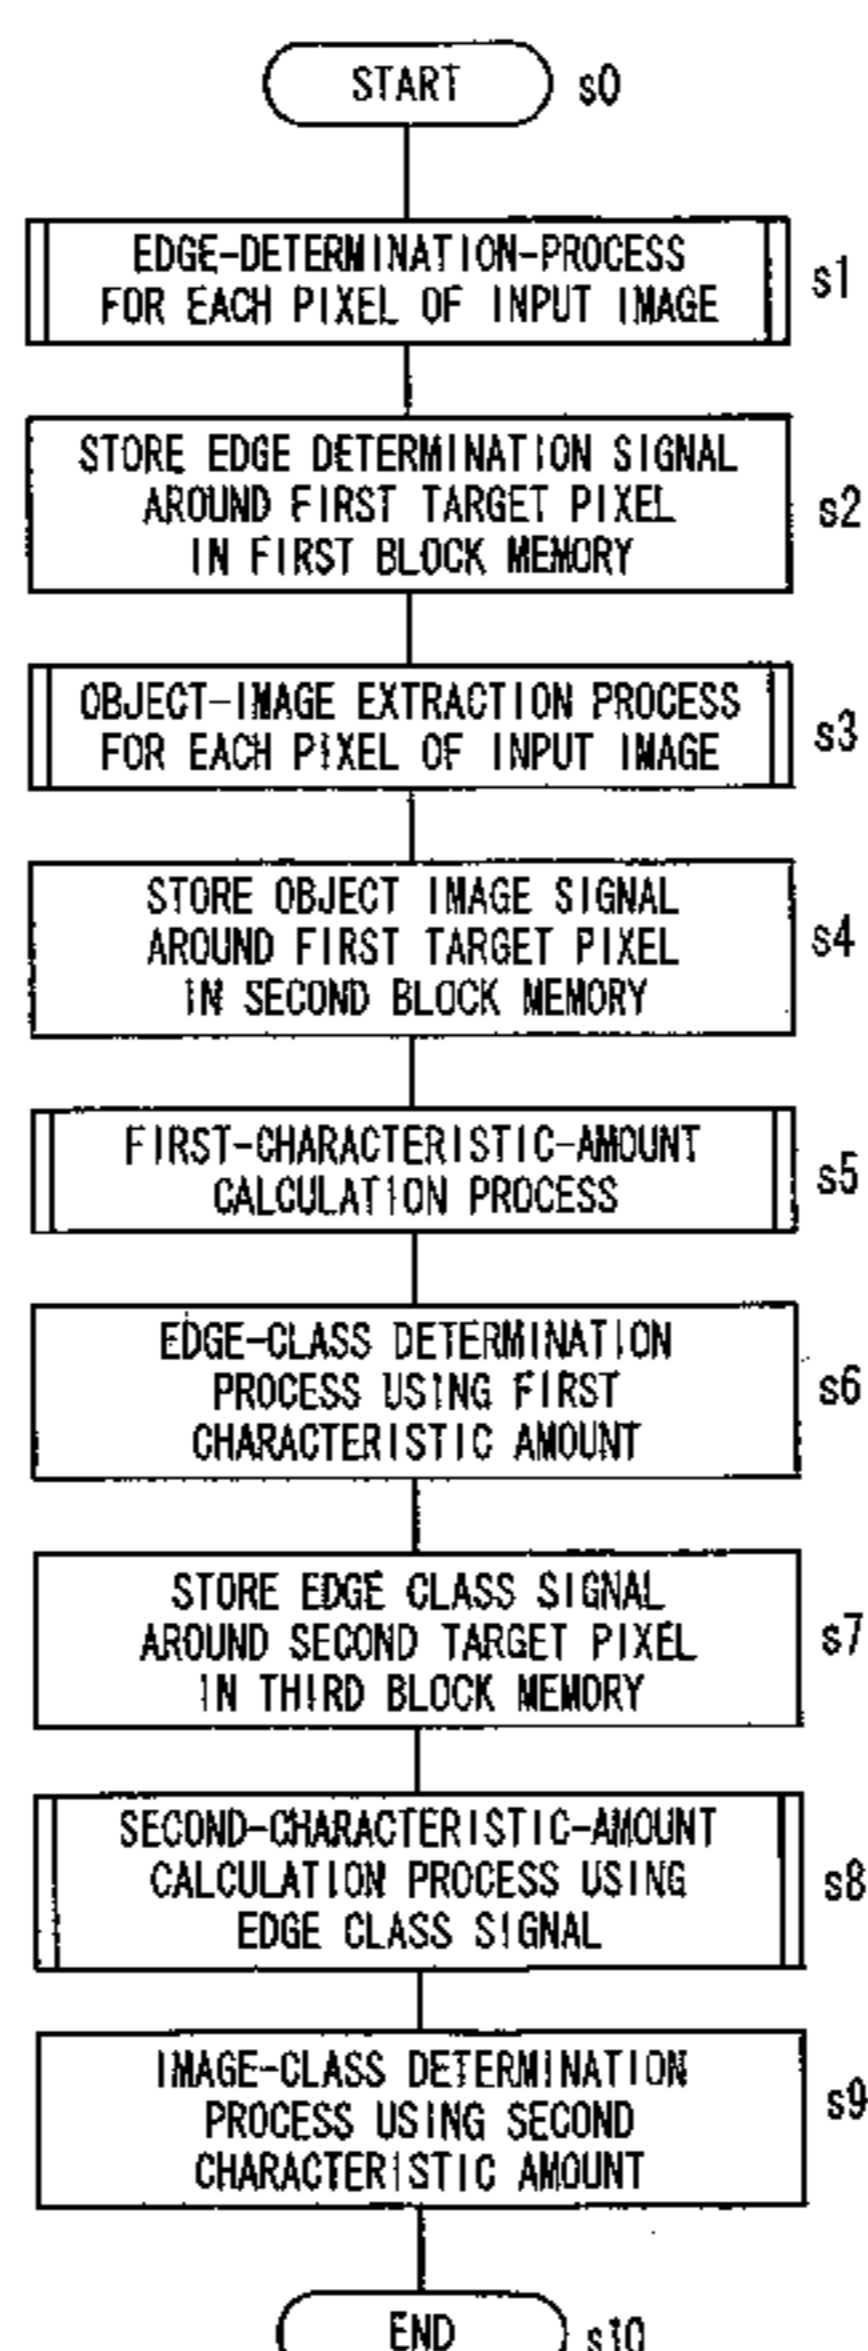 START s0
EDGE-DETERMINATION-PROCESS
FOR EACH PIXEL OF INPUT IMAGE
s1
STORE EDGE DETERMINATION SIGNAL
AROUND FIRST TARGET PIXEL
IN FIRST BLOCK MEMORY
s2
OBJECT-IMAGE EXTRACTION PROCESS
FOR EACH PIXEL OF INPUT IMAGE
s3
STORE OBJECT IMAGE SIGNAL
AROUND FIRST TARGET PIXEL
IN SECOND BLOCK MEMORY
s4
FIRST-CHARACTERISTIC-AMOUNT
CALCULATION PROCESS
s5
EDGE-CLASS DETERMINATION
PROCESS USING FIRST
CHARACTERISTIC AMOUNT
s6
STORE EDGE CLASS SIGNAL
AROUND SECOND TARGET PIXEL
IN THIRD BLOCK MEMORY
s7
SECOND-CHARACTERISTIC-AMOUNT
CALCULATION PROCESS USING
EDGE CLASS SIGNAL
s8
IMAGE-CLASS DETERMINATION
PROCESS USING SECOND
CHARACTERISTIC AMOUNT
s9
END s10